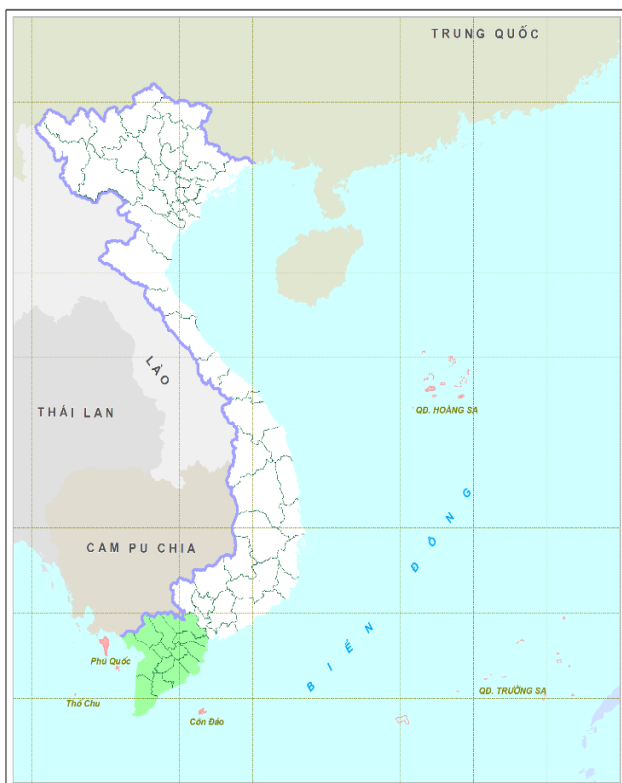 TRUNG QUỐC
LÀO
THÁI LAN
QĐ. HOÀNG SA
CAM PU CHIA
BIỂN ĐÔNG
Phú Quốc
Thổ Chu
Côn Đảo
QĐ. TRƯỜNG SA